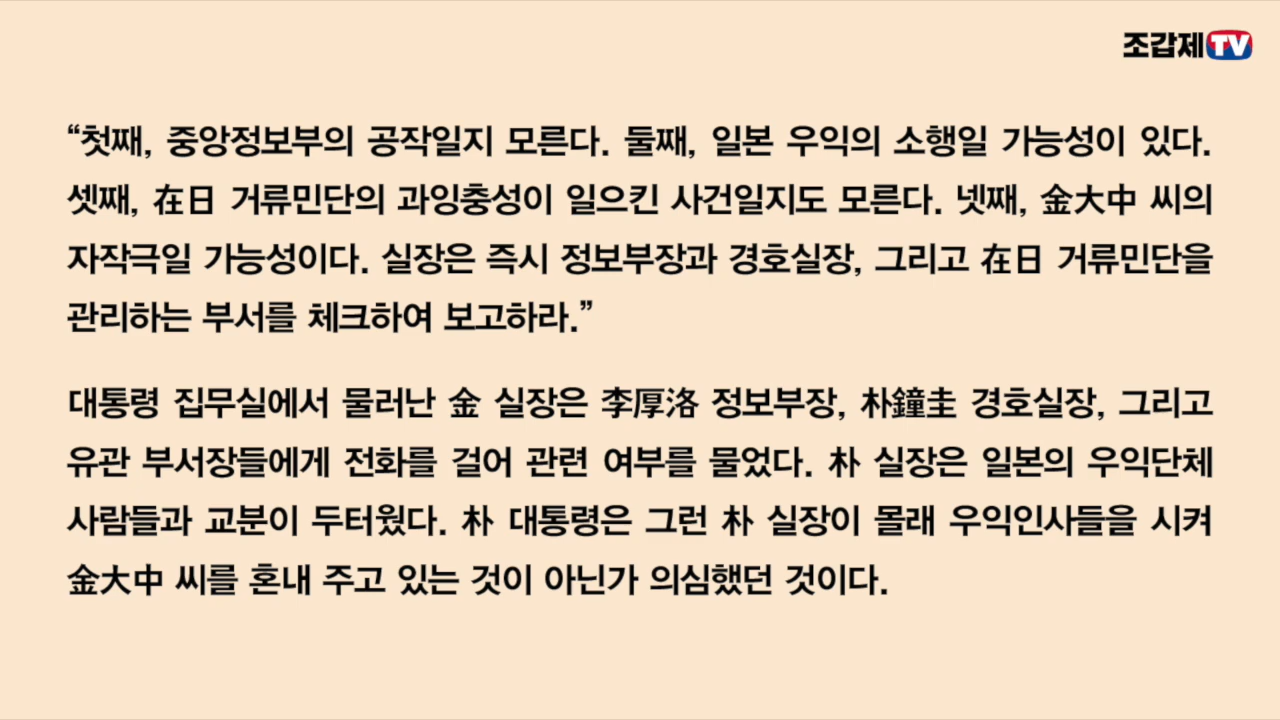 조갑제TV
“첫째, 중앙정보부의 공작일지 모른다. 둘째, 일본 우익의 소행일 가능성이 있다.
셋째, 在日 거류민단의 과잉충성이 일으킨 사건일지도 모른다. 넷째, 金大中 씨의
자작극일 가능성이다. 실장은 즉시 정보부장과 경호실장, 그리고 在日 거류민단을
관리하는 부서를 체크하여 보고하라.”
대통령 집무실에서 물러난 金 실장은 李厚洛 정보부장, 朴鐘圭 경호실장, 그리고
유관 부서장들에게 전화를 걸어 관련 여부를 물었다. 朴 실장은 일본의 우익단체
사람들과 교분이 두터웠다. 朴 대통령은 그런 朴 실장이 몰래 우익인사들을 시켜
金大中 씨를 혼내 주고 있는 것이 아닌가 의심했던 것이다.